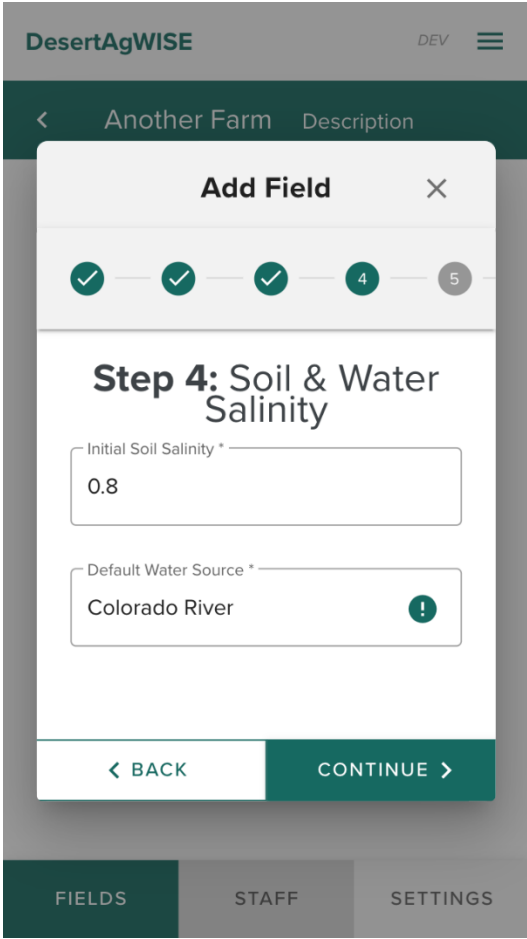 DesertAgWISE DEV
Another Farm Description
Add Field
4 5
Step 4: Soil & Water
Salinity
Initial Soil Salinity *
0.8
Default Water Source *
Colorado River
BACK CONTINUE
FIELDS STAFF SETTINGS